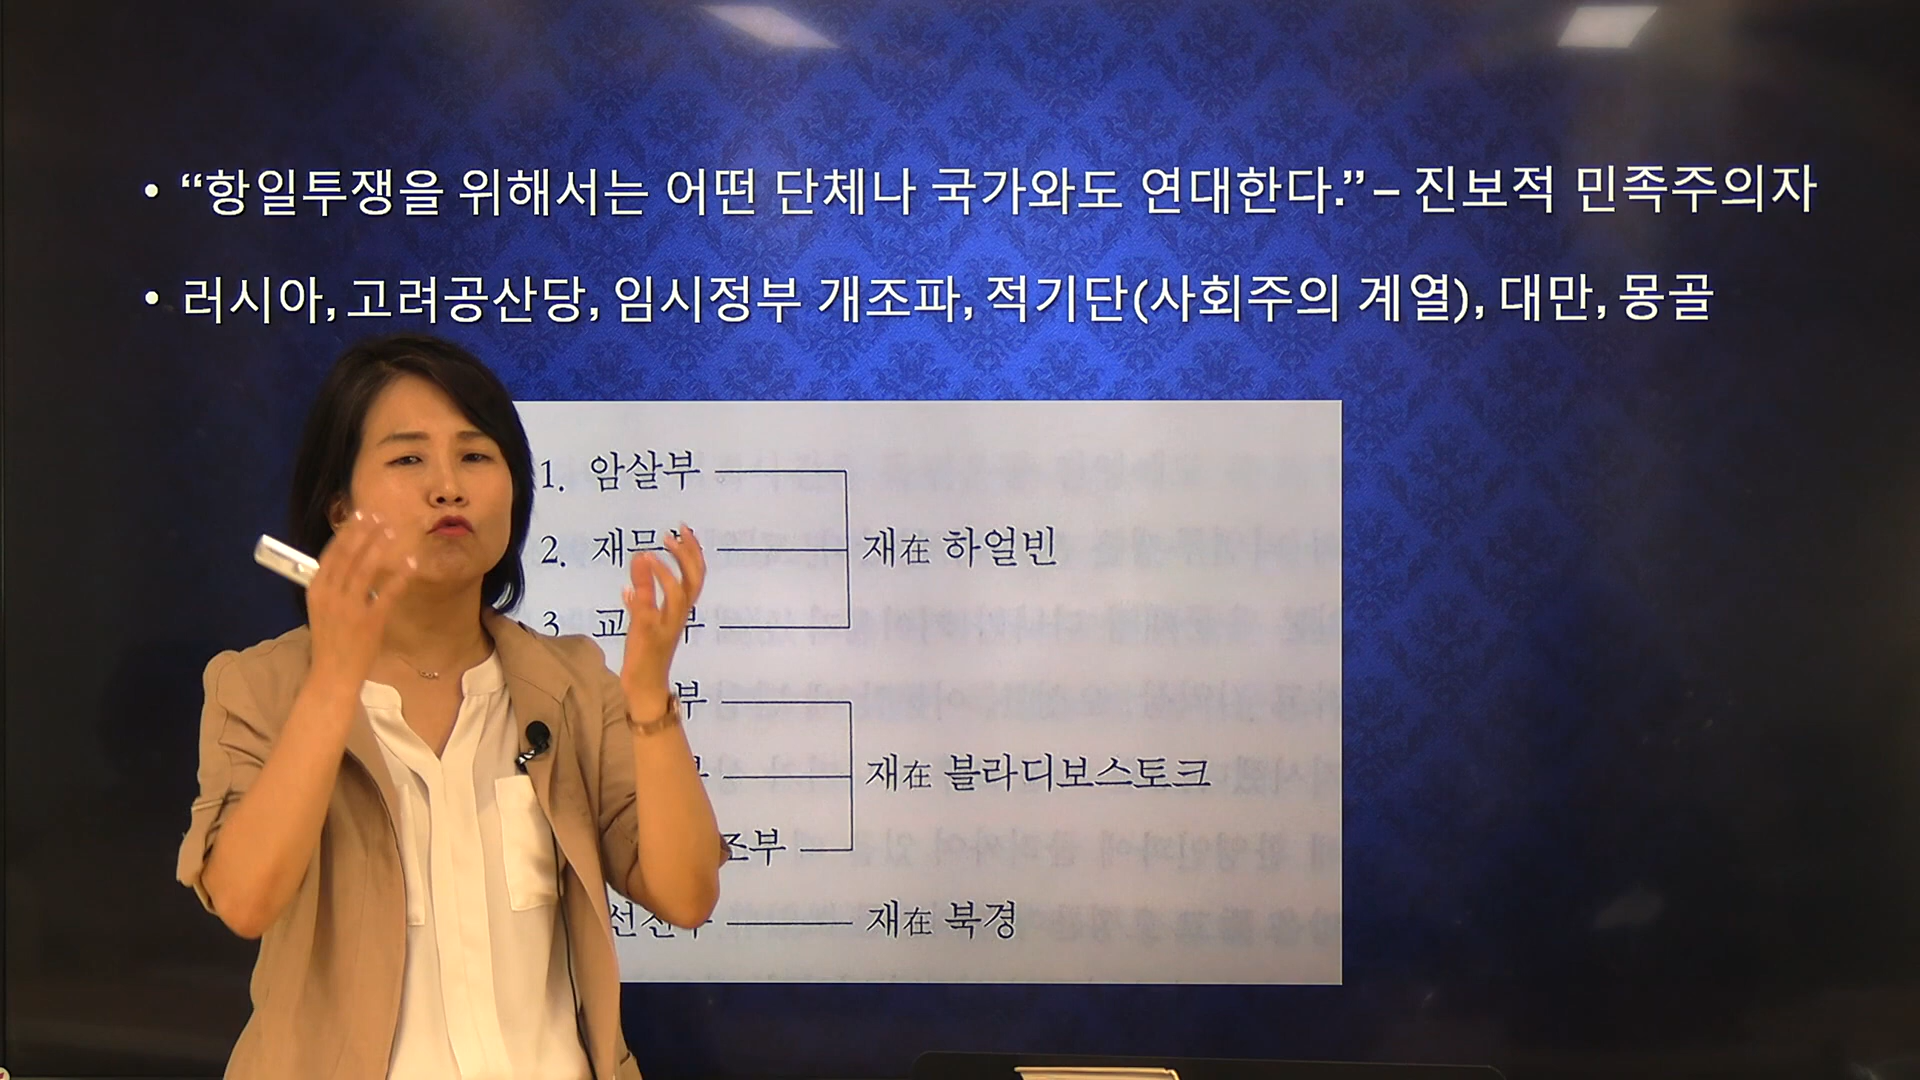 • “항일투쟁을 위해서는 어떤 단체나 국가와도 연대한다.” – 진보적 민족주의자
• 러시아, 고려공산당, 임시정부 개조파, 적기단(사회주의 계열), 대만, 몽골
1. 암살부
2. 재무부 재在 하얼빈
3.
재在 블라디보스토크
재在 북경